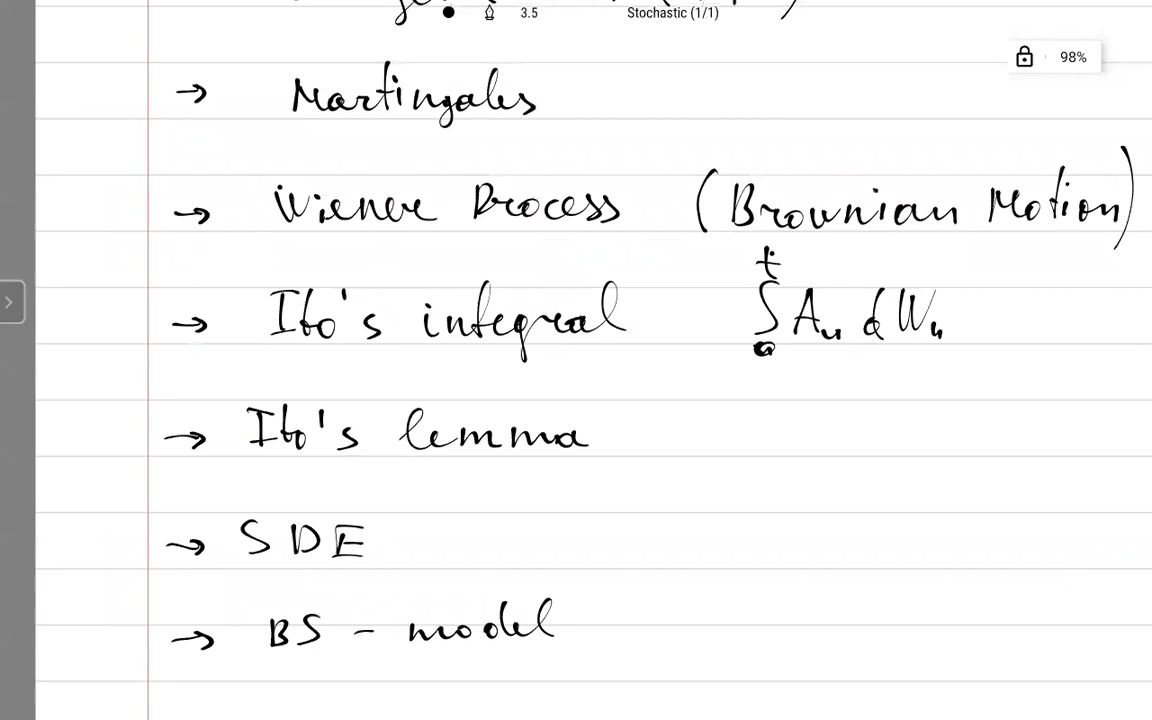 3.5 Stochastic (1/1)
98%
→ Martingales
→ Wiener Process (Brownian Motion)
→ Ito's integral ∫₀ᵗ Aᵤ dWᵤ
→ Ito's lemma
→ SDE
→ BS - model